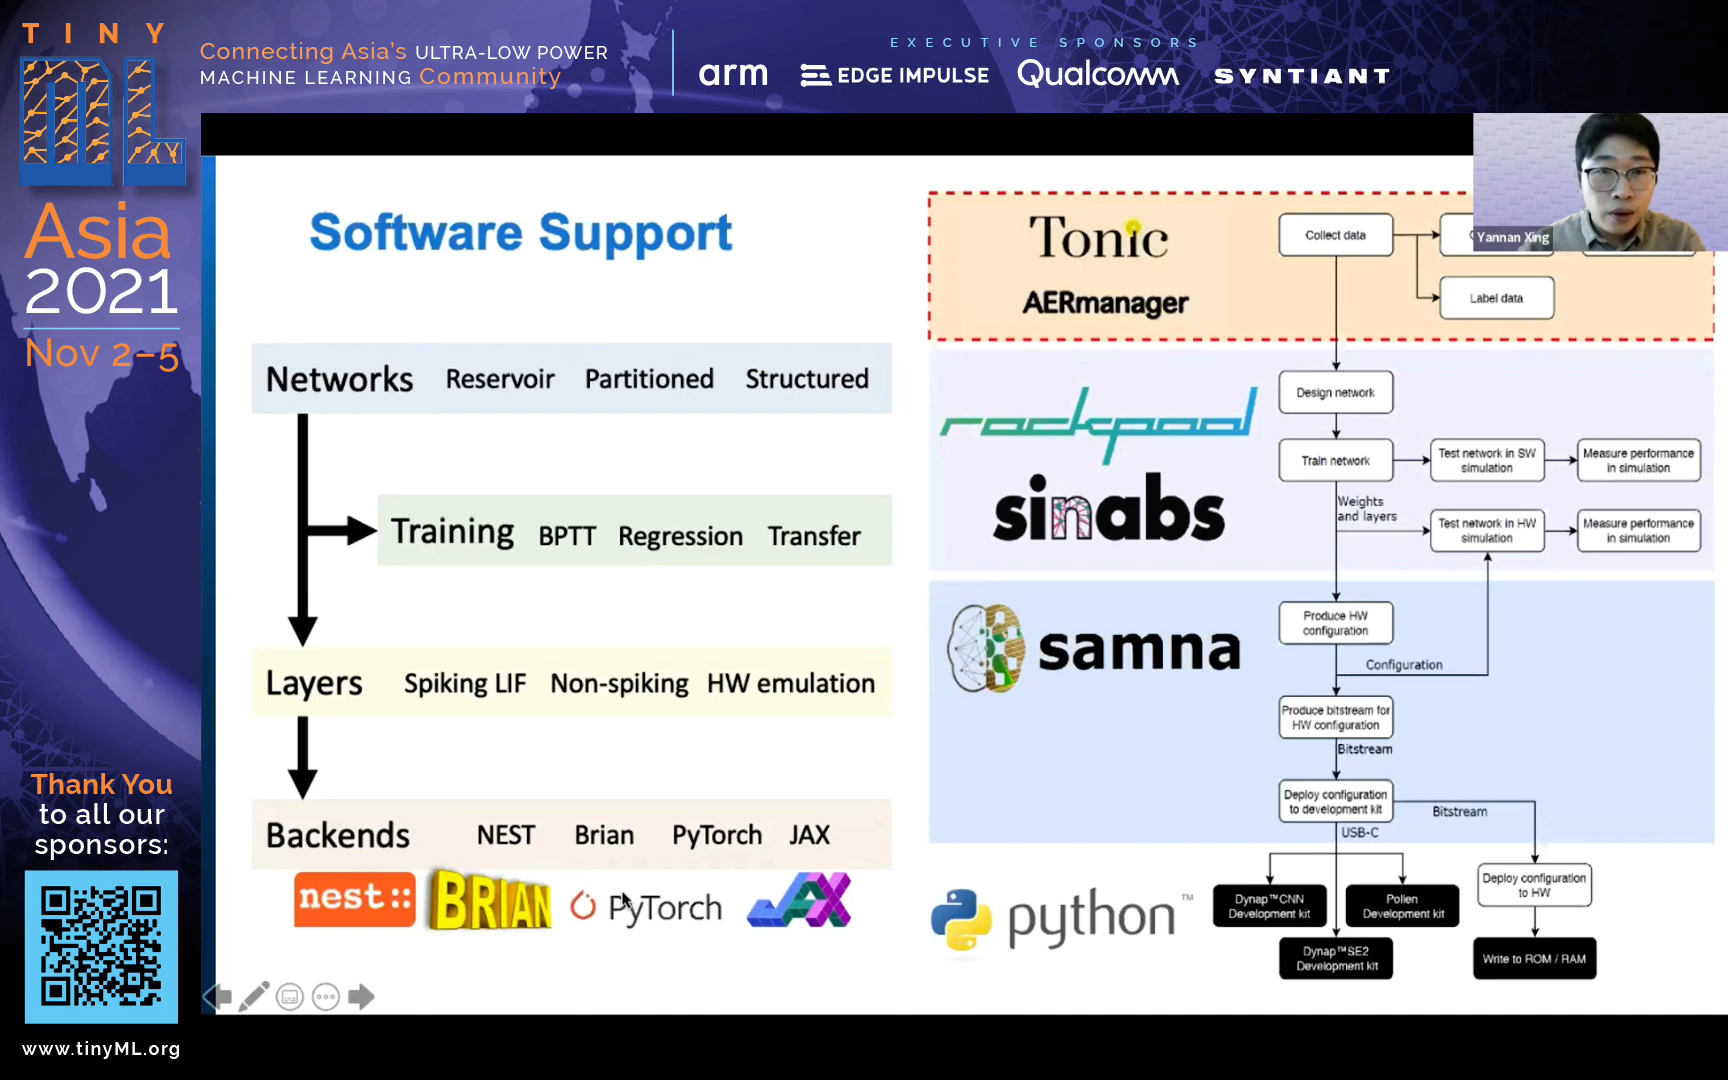 TINY
ML
Asia
2021
Nov 2–5
Thank You
to all our
sponsors:
www.tinyML.org
Connecting Asia's ULTRA-LOW POWER
MACHINE LEARNING Community
EXECUTIVE SPONSORS
arm
EDGE IMPULSE
Qualcomm
SYNTIANT
Yannan Xing
Software Support
Networks Reservoir Partitioned Structured
Training BPTT Regression Transfer
Layers Spiking LIF Non-spiking HW emulation
Backends NEST Brian PyTorch JAX
nest::
BRIAN
PyTorch
JAX
Tonic
AERmanager
Collect data
Label data
rockpool
sinabs
Design network
Train network
Test network in SW
simulation
Measure performance
in simulation
Weights
and layers
Test network in HW
simulation
Measure performance
in simulation
samna
Produce HW
configuration
Configuration
Produce bitstream for
HW configuration
Bitstream
Deploy configuration
to development kit
Bitstream
USB-C
python™
Dynap™CNN
Development kit
Pollen
Development kit
Dynap™SE2
Development kit
Deploy configuration
to HW
Write to ROM / RAM